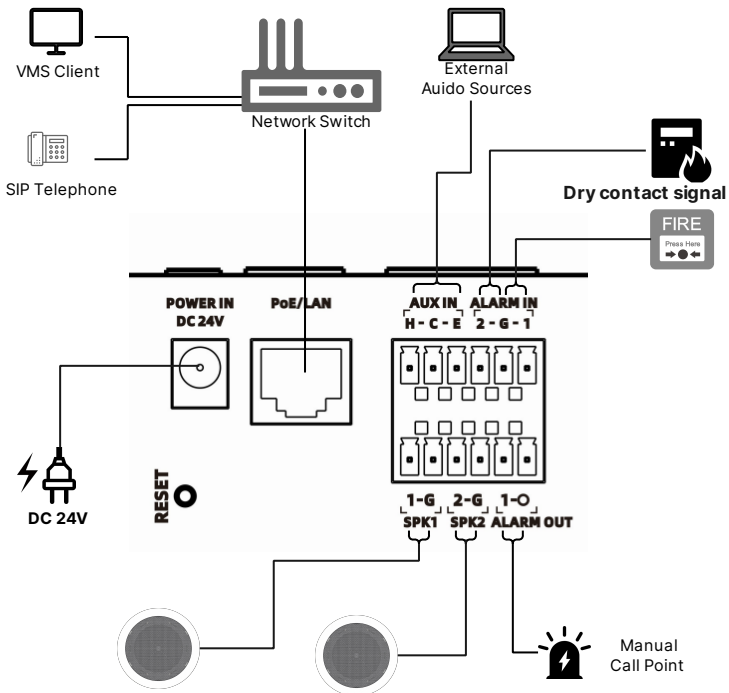 VMS Client
External
Auido Sources
Network Switch
SIP Telephone
Dry contact signal
FIRE
Press Here
POWER IN
DC 24V
PoE/LAN
AUX IN
H - C - E
ALARM IN
2 - G - 1
RESET
DC 24V
1-G
2-G
1-O
SPK1
SPK2
ALARM OUT
Manual
Call Point